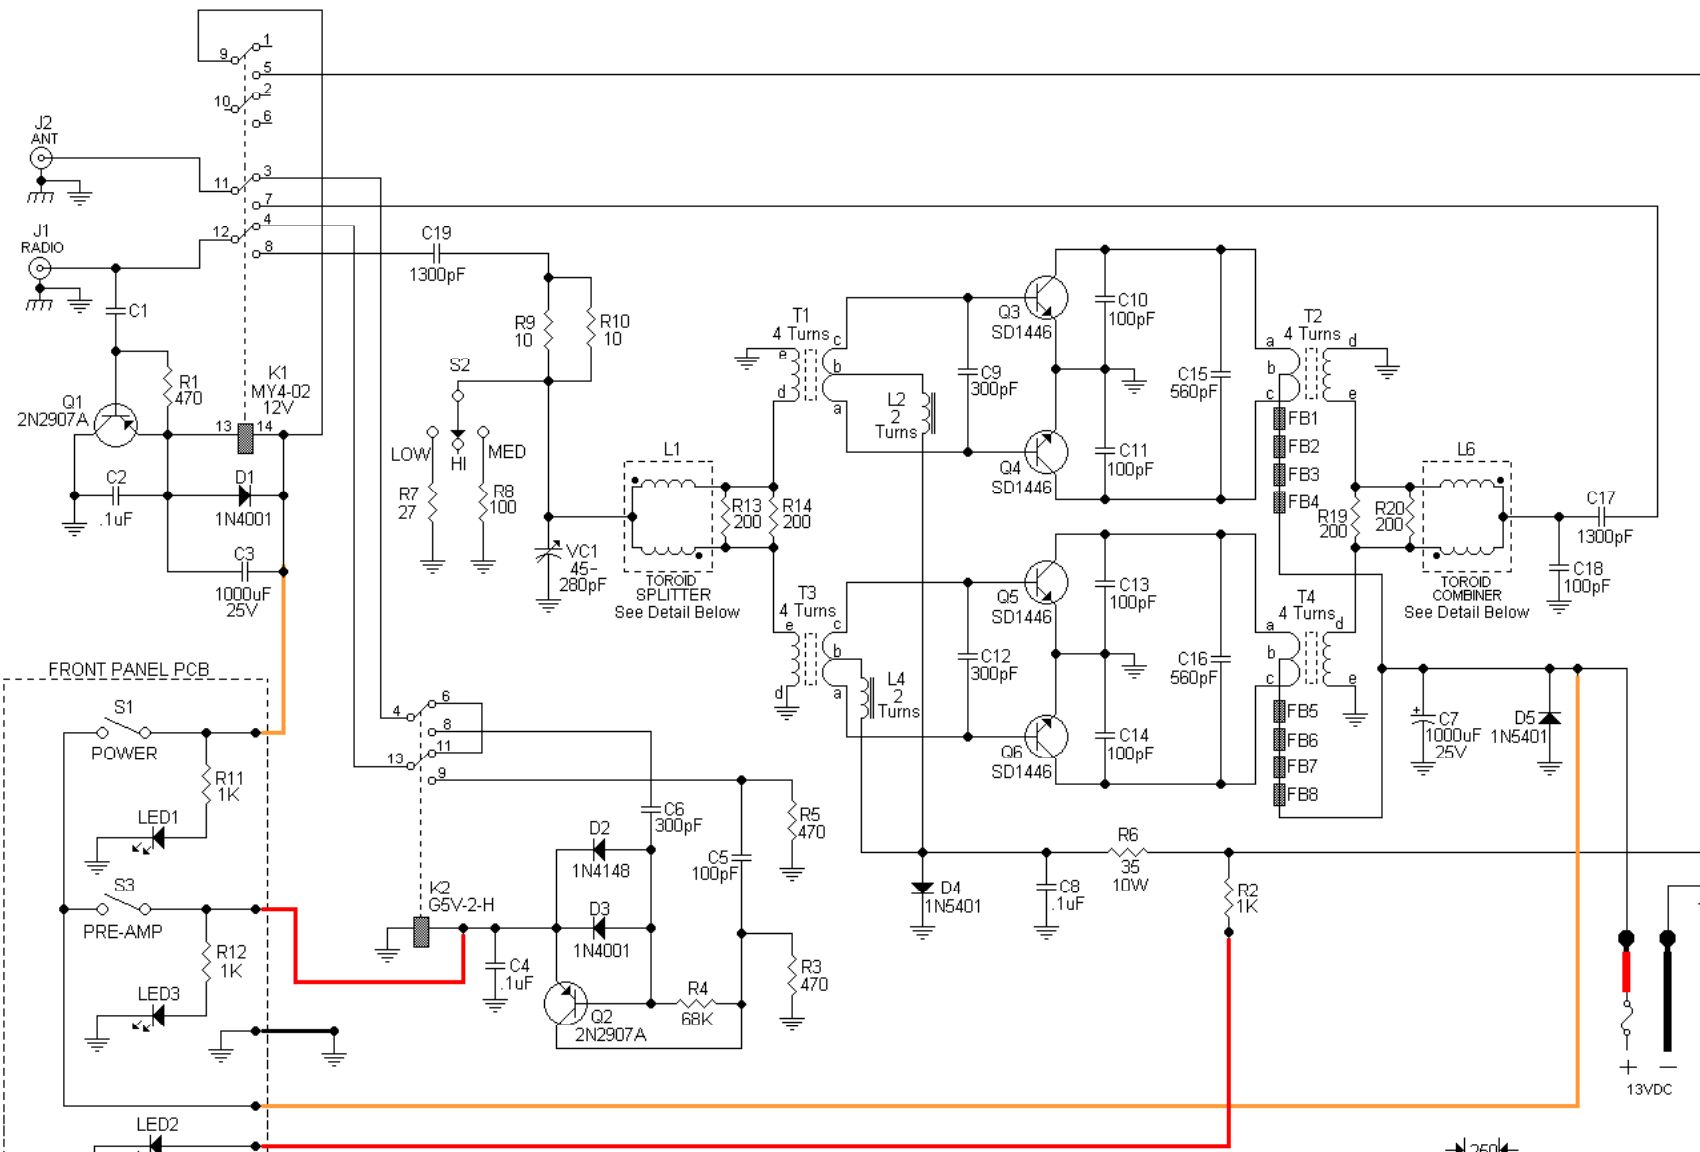 1
9
5
2
10
6
J2
ANT
3
11
7
4
12
8
J1
RADIO
C19
1300pF
C1
R9
10
R10
10
S2
LOW
HI
MED
R7
27
R8
100
K1
MY4-02
12V
R1
470
Q1
2N2907A
13 14
C2
.1uF
D1
1N4001
C3
1000uF
25V
VC1
45-
280pF
L1
TOROID
SPLITTER
See Detail Below
R13
200
R14
200
T1
4 Turns
e
d
c
b
a
L2
2
Turns
C9
300pF
Q3
SD1446
Q4
SD1446
C10
100pF
C11
100pF
C15
560pF
T2
4 Turns
a
b
c
d
e
FB1
FB2
FB3
FB4
R19
200
R20
200
L6
TOROID
COMBINER
See Detail Below
C17
1300pF
C18
100pF
T3
4 Turns
e
d
c
b
a
L4
2
Turns
C12
300pF
Q5
SD1446
Q6
SD1446
C13
100pF
C14
100pF
C16
560pF
T4
4 Turns
a
b
c
d
e
FB5
FB6
FB7
FB8
+
C7
1000uF
25V
D5
1N5401
FRONT PANEL PCB
S1
POWER
R11
1K
LED1
S3
PRE-AMP
R12
1K
LED3
LED2
4
6
8
11
13
9
C6
300pF
R5
470
D2
1N4148
C5
100pF
K2
G5V-2-H
D3
1N4001
C4
.1uF
R3
470
R4
68K
Q2
2N2907A
D4
1N5401
C8
.1uF
R6
35
10W
R2
1K
+ −
13VDC
.260